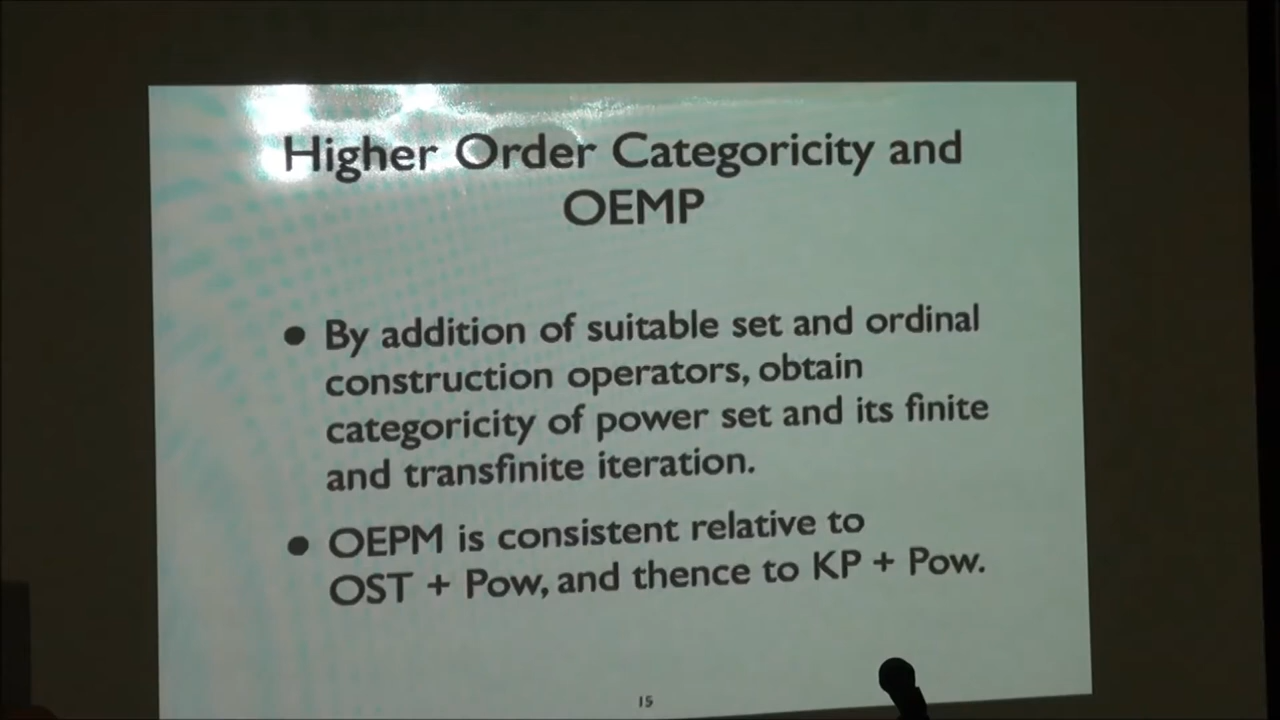 Higher Order Categoricity and
OEMP
• By addition of suitable set and ordinal
construction operators, obtain
categoricity of power set and its finite
and transfinite iteration.
• OEPM is consistent relative to
OST + Pow, and thence to KP + Pow.
15